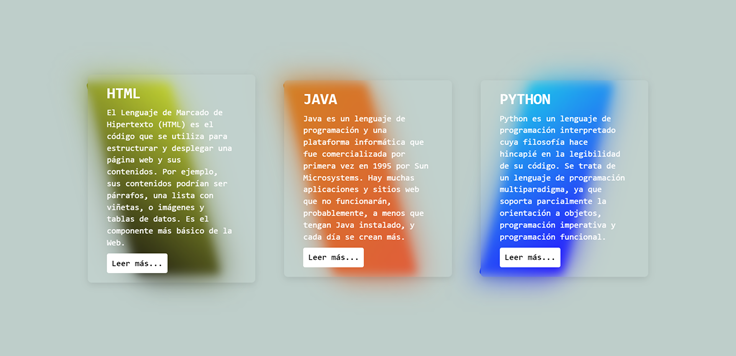 HTML
El Lenguaje de Marcado de
Hipertexto (HTML) es el
código que se utiliza para
estructurar y desplegar una
página web y sus
contenidos. Por ejemplo,
sus contenidos podrían ser
párrafos, una lista con
viñetas, o imágenes y
tablas de datos. Es el
componente más básico de la
Web.
Leer más...
JAVA
Java es un lenguaje de
programación y una
plataforma informática que
fue comercializada por
primera vez en 1995 por Sun
Microsystems. Hay muchas
aplicaciones y sitios web
que no funcionarán,
probablemente, a menos que
tengan Java instalado, y
cada día se crean más.
Leer más...
PYTHON
Python es un lenguaje de
programación interpretado
cuya filosofía hace
hincapié en la legibilidad
de su código. Se trata de
un lenguaje de programación
multiparadigma, ya que
soporta parcialmente la
orientación a objetos,
programación imperativa y
programación funcional.
Leer más...